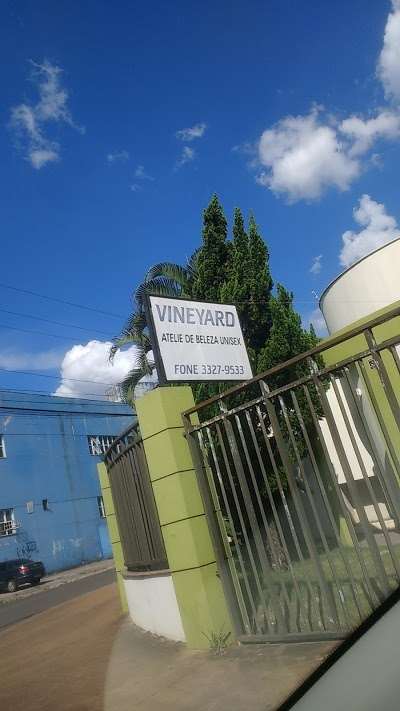 VINEYARD
ATELIE DE BELEZA UNISEX
FONE 3327-9533